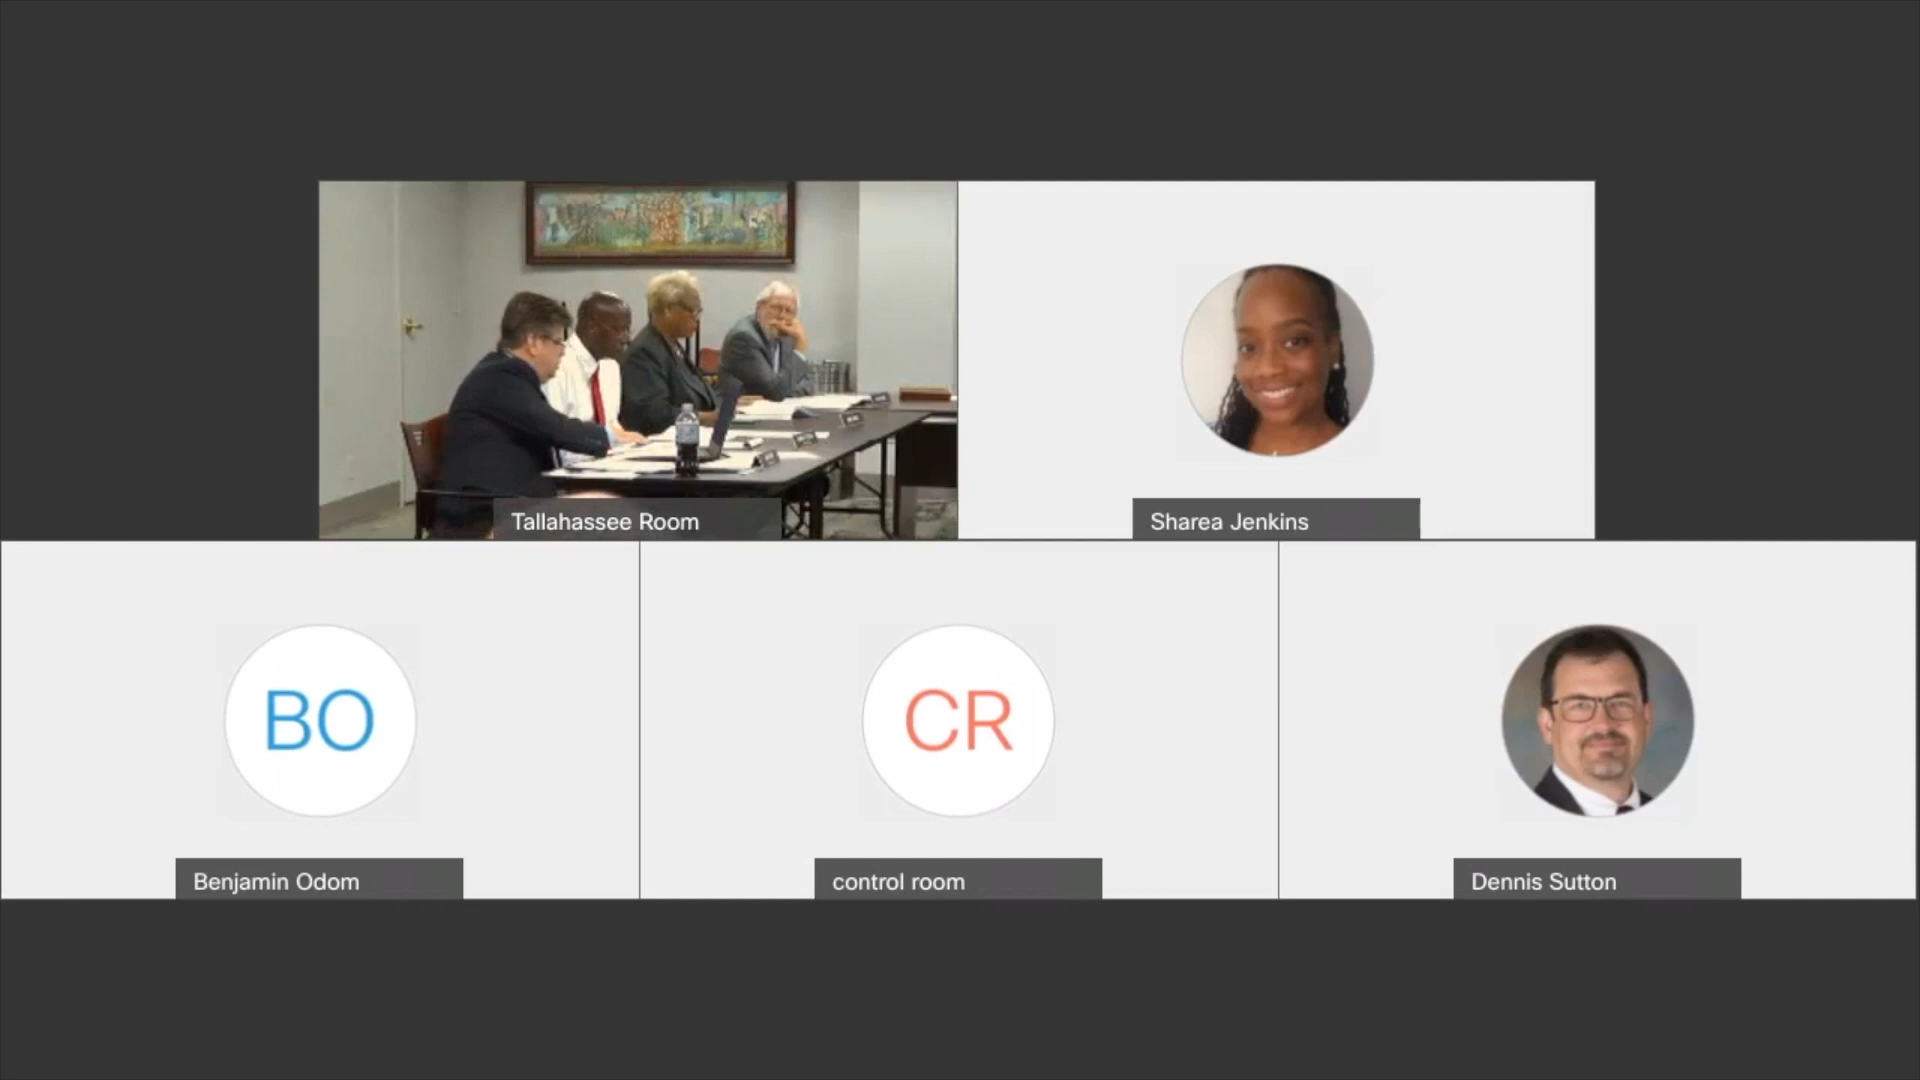 Tallahassee Room
Sharea Jenkins
BO
CR
Benjamin Odom
control room
Dennis Sutton